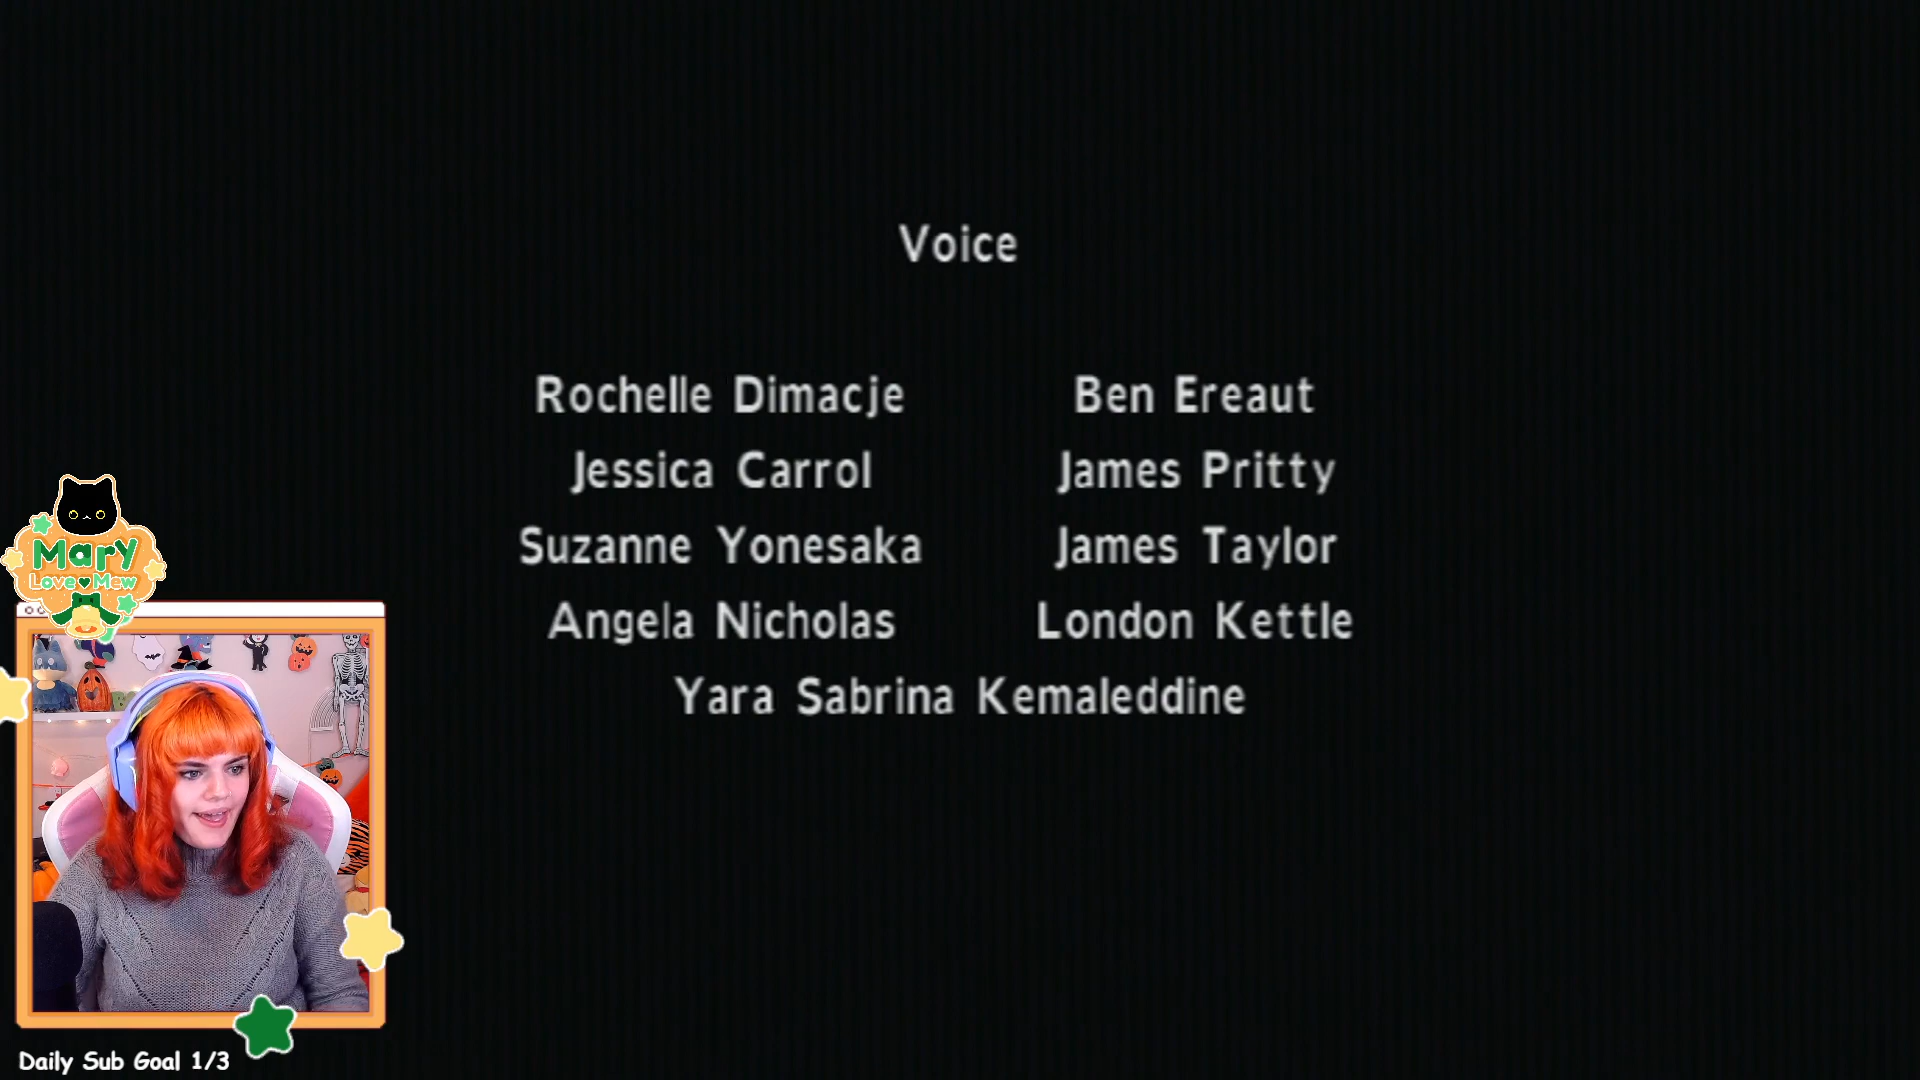 Voice
Rochelle Dimacje
Ben Ereaut
Jessica Carrol
James Pritty
Suzanne Yonesaka
James Taylor
Angela Nicholas
London Kettle
Yara Sabrina Kemaleddine
Mary
Love Mew
Daily Sub Goal 1/3